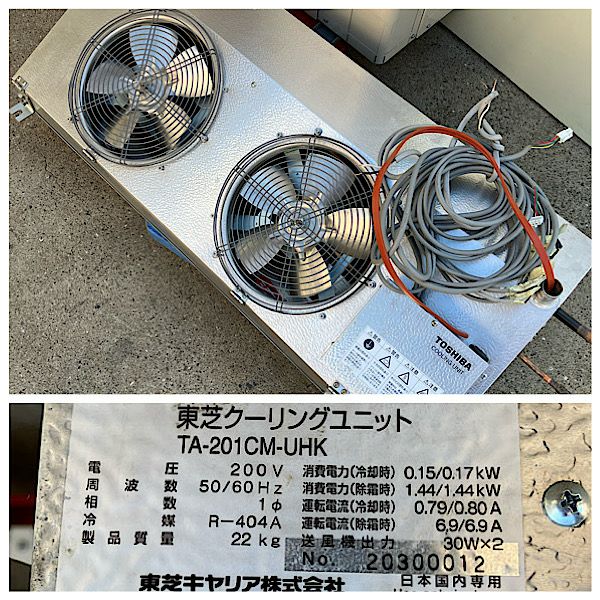 TOSHIBA
COOLING UNIT
東芝クーリングユニット
TA-201CM-UHK
電圧 200V 消費電力(冷却時) 0.15/0.17kW
周波数 50/60Hz 消費電力(除霜時) 1.44/1.44kW
相数 1φ 運転電流(冷却時) 0.79/0.80A
冷媒 R-404A 運転電流(除霜時) 6.9/6.9A
製品質量 22kg 送風機出力 30W×2
No. 20300012
東芝キヤリア株式会社 日本国内専用